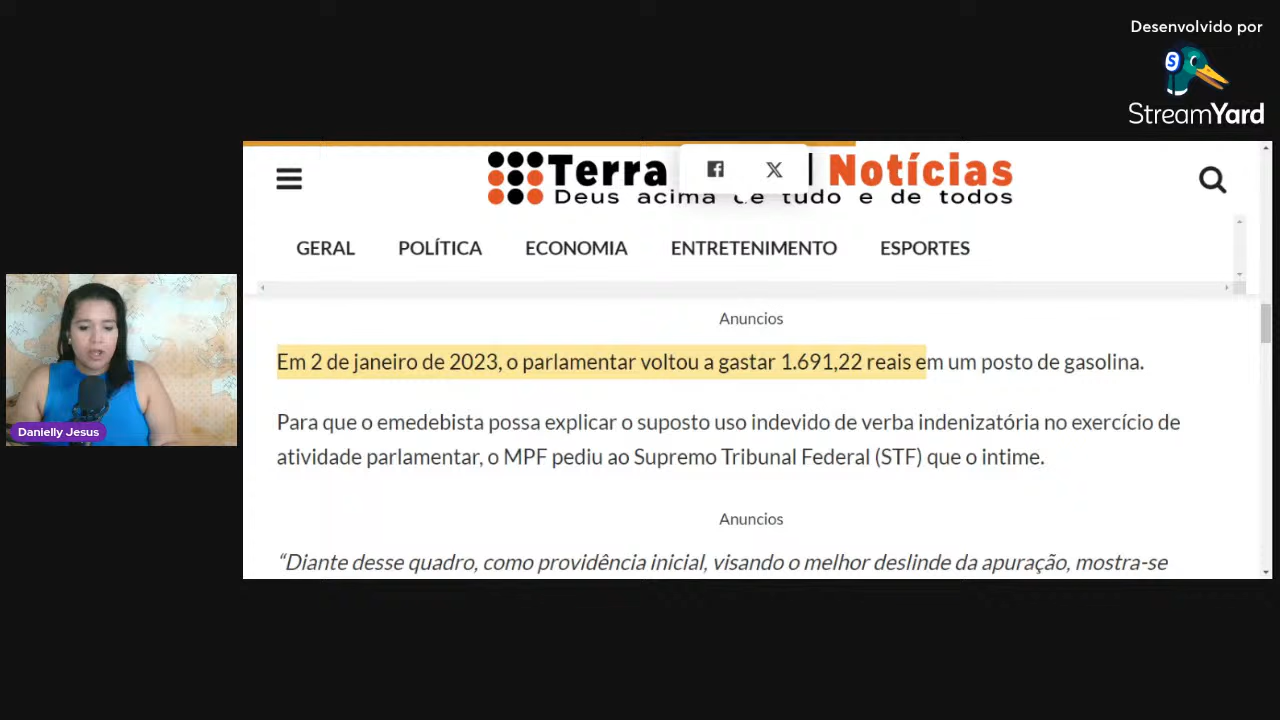 Desenvolvido por
StreamYard
Terra | Notícias
Deus acima de tudo e de todos
GERAL POLÍTICA ECONOMIA ENTRETENIMENTO ESPORTES
Anuncios
Em 2 de janeiro de 2023, o parlamentar voltou a gastar 1.691,22 reais em um posto de gasolina.
Para que o emedebista possa explicar o suposto uso indevido de verba indenizatória no exercício de
atividade parlamentar, o MPF pediu ao Supremo Tribunal Federal (STF) que o intime.
Anuncios
“Diante desse quadro, como providência inicial, visando o melhor deslinde da apuração, mostra-se
Danielly Jesus